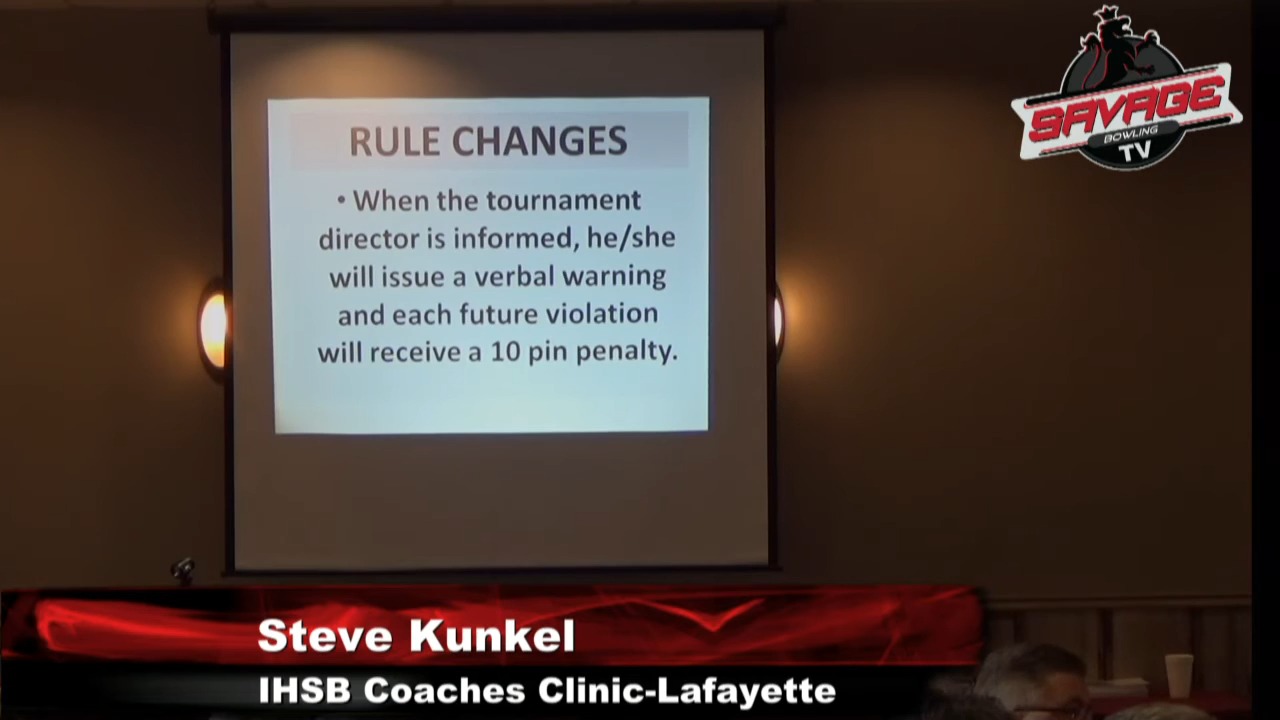 SAVAGE
BOWLING
TV
RULE CHANGES
• When the tournament
director is informed, he/she
will issue a verbal warning
and each future violation
will receive a 10 pin penalty.
Steve Kunkel
IHSB Coaches Clinic-Lafayette